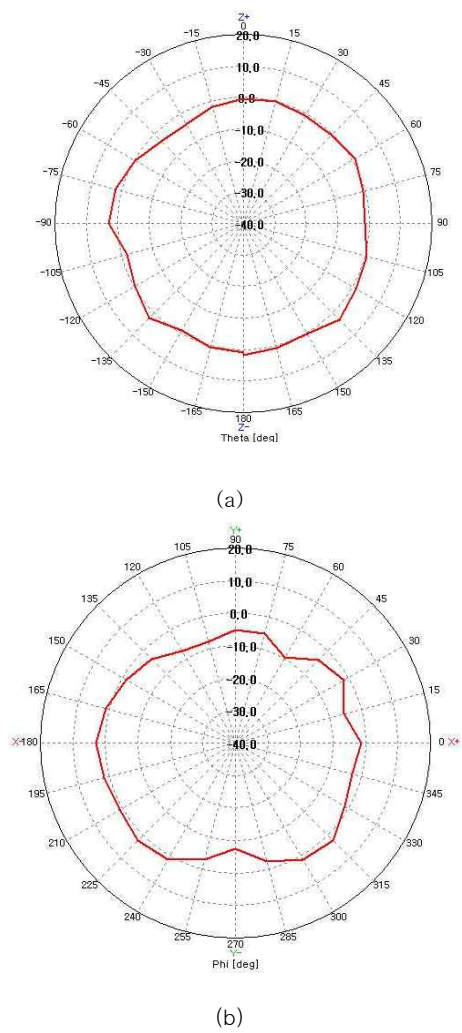 Z+
0
-15 20.0 15
-30 10.0 30
-45 0.0 45
-60 -10.0 60
-75 -20.0 75
-30.0
-90 -40.0 90
-105 105
-120 120
-135 135
-150 150
-165 165
180
Z-
Theta [deg]
(a)
Y+
90
105 20.0 75
120 10.0 60
135 0.0 45
150 -10.0 30
165 -20.0 15
-30.0
X-180 -40.0 0 X+
195 345
210 330
225 315
240 300
255 285
270
Y-
Phi [deg]
(b)